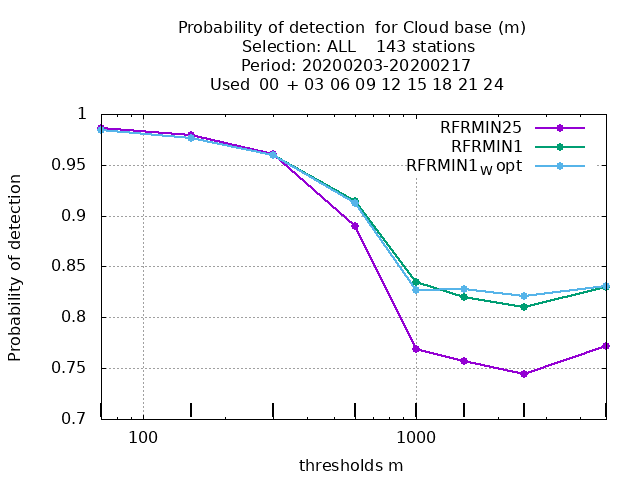 Probability of detection  for Cloud base (m)
Selection: ALL    143 stations
Period: 20200203-20200217
Used  00 + 03 06 09 12 15 18 21 24
RFRMIN25
RFRMIN1
RFRMIN1W opt
1
0.95
0.9
0.85
0.8
0.75
0.7
Probability of detection
100 1000
thresholds m